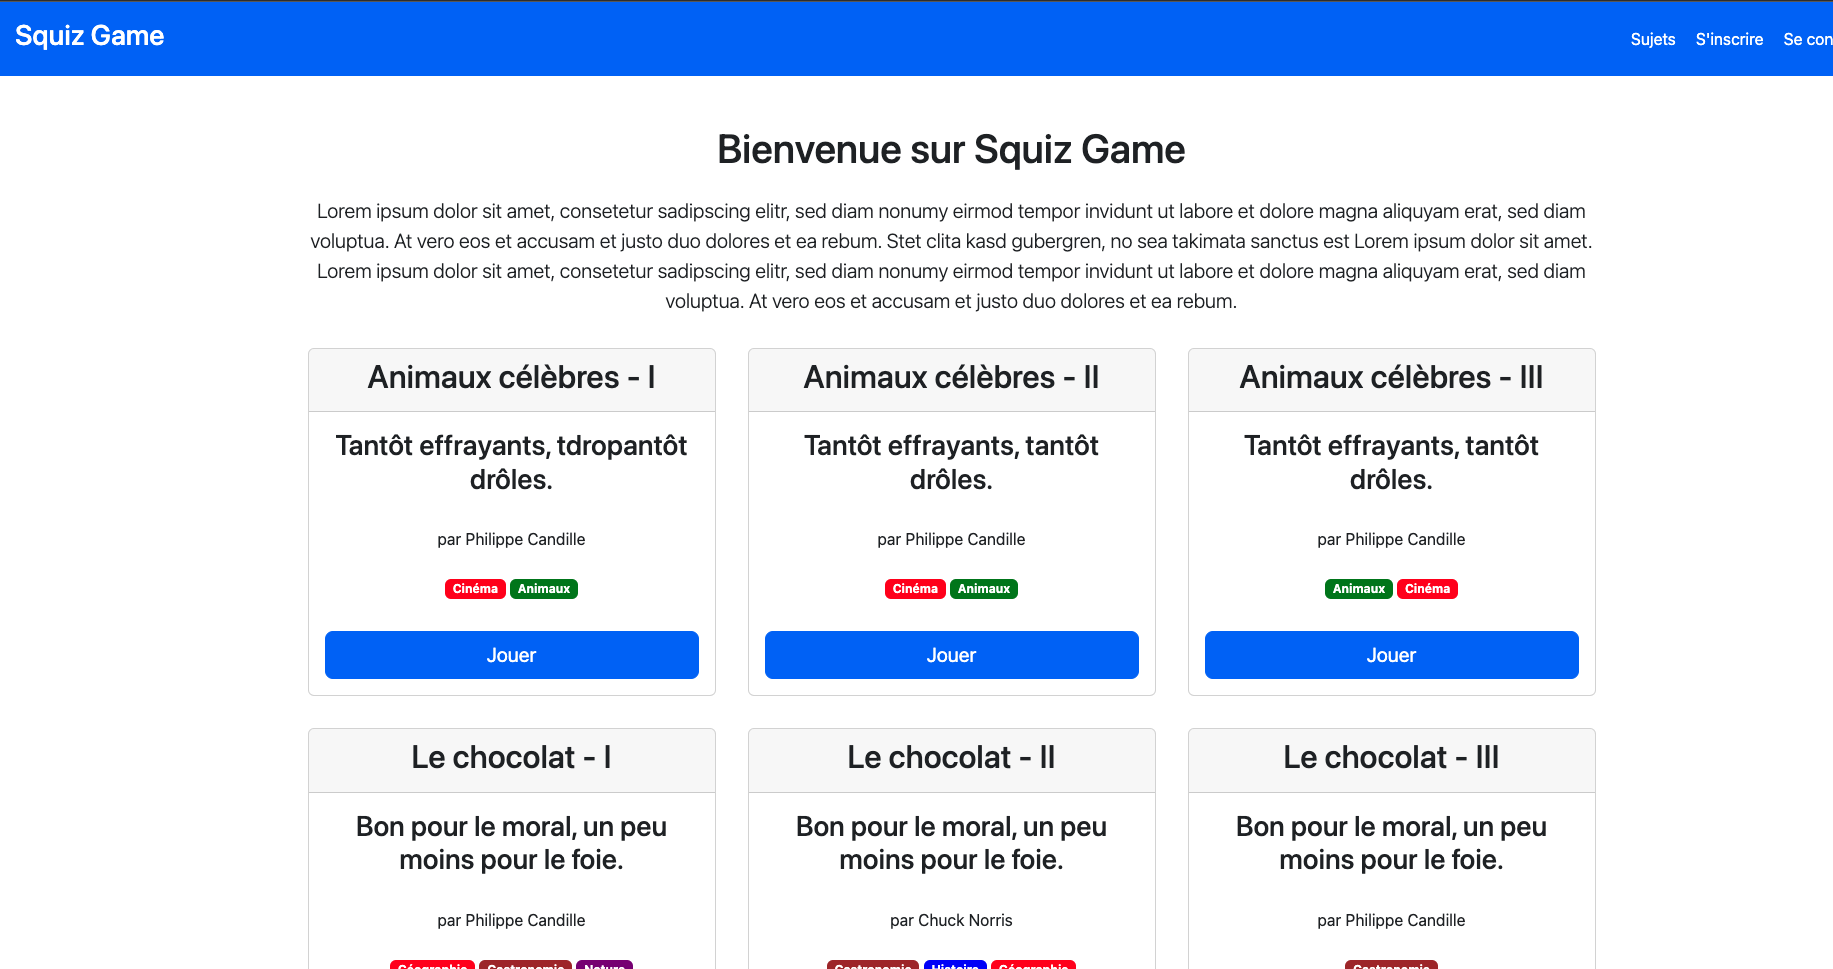 Squiz Game
Sujets S'inscrire Se con
Bienvenue sur Squiz Game
Lorem ipsum dolor sit amet, consetetur sadipscing elitr, sed diam nonumy eirmod tempor invidunt ut labore et dolore magna aliquyam erat, sed diam
voluptua. At vero eos et accusam et justo duo dolores et ea rebum. Stet clita kasd gubergren, no sea takimata sanctus est Lorem ipsum dolor sit amet.
Lorem ipsum dolor sit amet, consetetur sadipscing elitr, sed diam nonumy eirmod tempor invidunt ut labore et dolore magna aliquyam erat, sed diam
voluptua. At vero eos et accusam et justo duo dolores et ea rebum.
Animaux célèbres - I
Tantôt effrayants, tdropantôt
drôles.
par Philippe Candille
Cinéma Animaux
Jouer
Animaux célèbres - II
Tantôt effrayants, tantôt
drôles.
par Philippe Candille
Cinéma Animaux
Jouer
Animaux célèbres - III
Tantôt effrayants, tantôt
drôles.
par Philippe Candille
Animaux Cinéma
Jouer
Le chocolat - I
Bon pour le moral, un peu
moins pour le foie.
par Philippe Candille
Géographie Gastronomie Nature
Le chocolat - II
Bon pour le moral, un peu
moins pour le foie.
par Chuck Norris
Gastronomie Histoire Géographie
Le chocolat - III
Bon pour le moral, un peu
moins pour le foie.
par Philippe Candille
Gastronomie